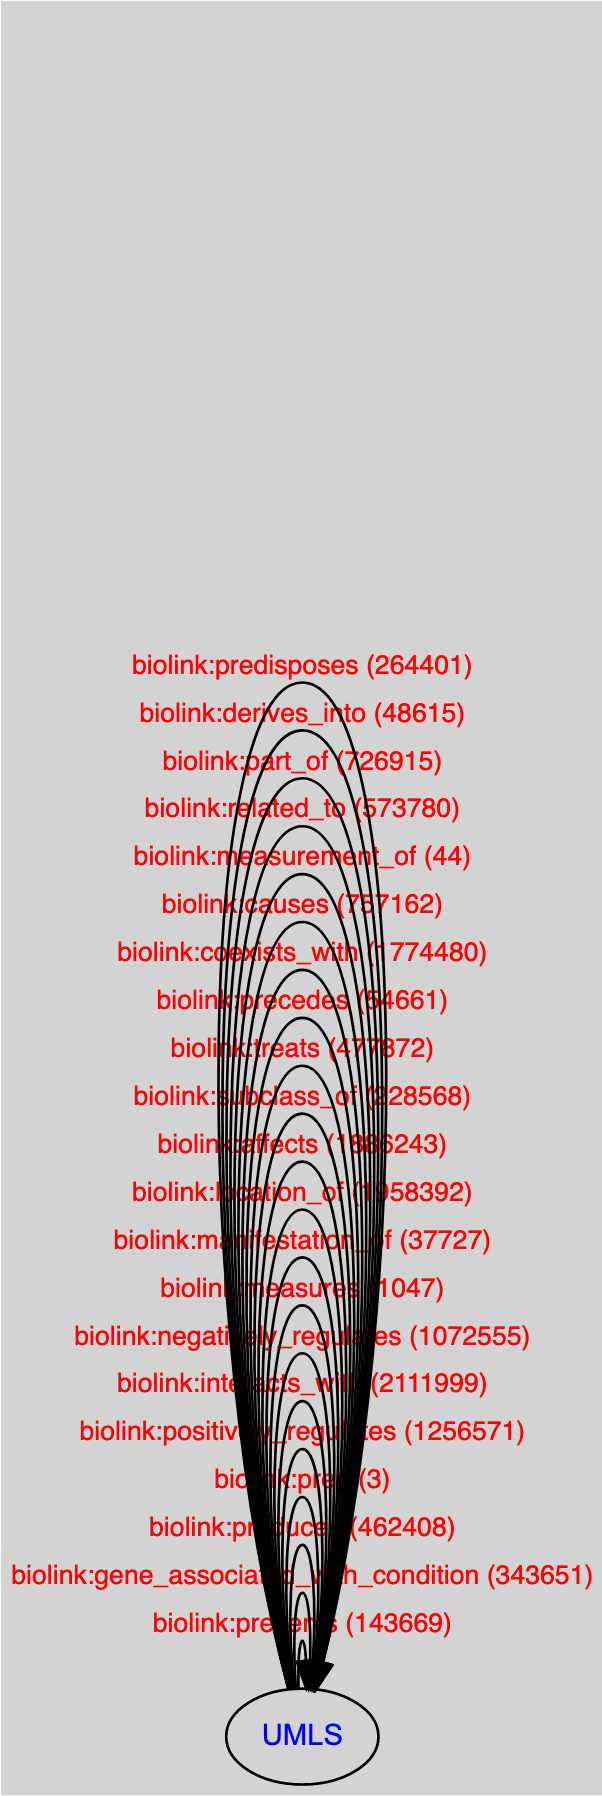 biolink:predisposes (264401)
biolink:derives_into (48615)
biolink:part_of (726915)
biolink:related_to (573780)
biolink:measurement_of (44)
biolink:causes (757162)
biolink:coexists_with (1774480)
biolink:precedes (54661)
biolink:treats (477872)
biolink:subclass_of (228568)
biolink:affects (1886243)
biolink:location_of (1958392)
biolink:manifestation_of (37727)
biolink:measures (1047)
biolink:negatively_regulates (1072555)
biolink:interacts_with (2111999)
biolink:positively_regulates (1256571)
(3)
biolink:produces (462408)
biolink:gene_associated_with_condition (343651)
biolink:prevents (143669)
UMLS